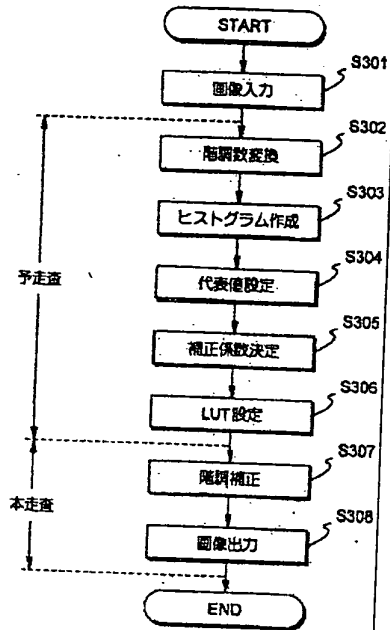 START
S301
画像入力
S302
階調数変換
S303
ヒストグラム作成
S304
代表値設定
予走査
S305
補正係数決定
S306
LUT設定
S307
階調補正
本走査
S308
画像出力
END